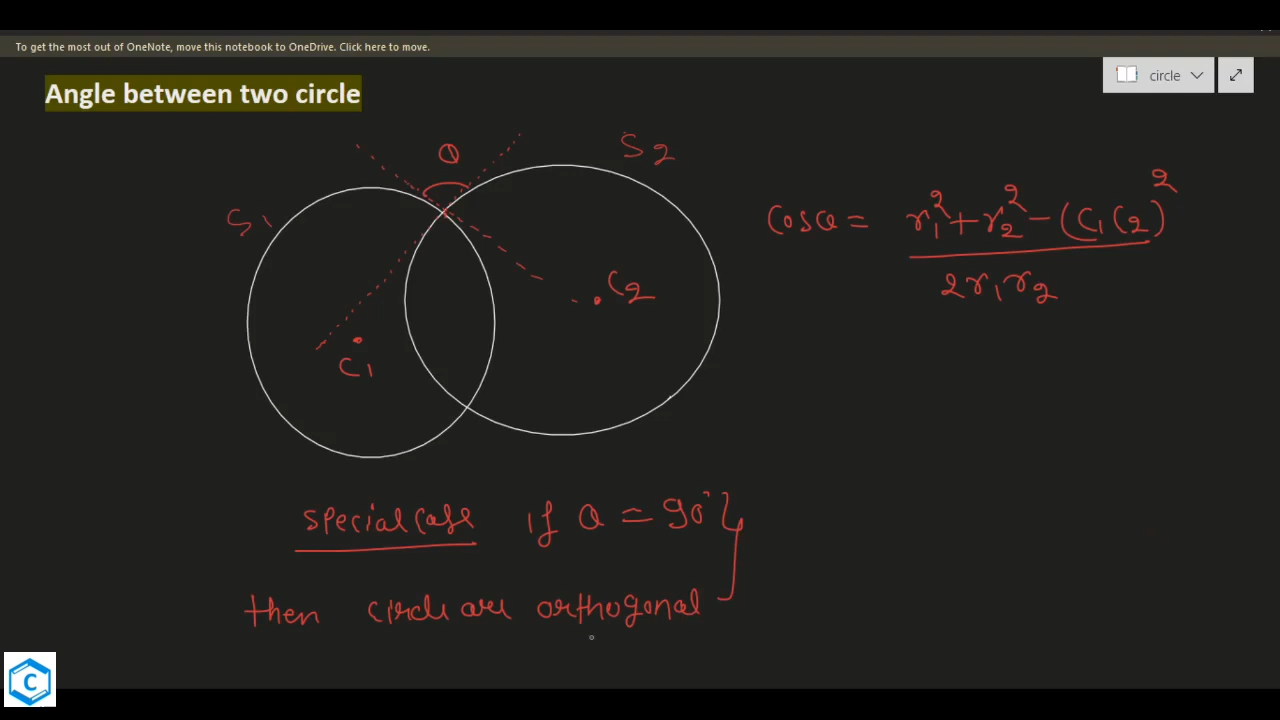 To get the most out of OneNote, move this notebook to OneDrive. Click here to move.
circle
Angle between two circle
θ
S2
S1
Cosθ = r₁² + r₂² − (C₁C₂)²
2r₁r₂
C2
C1
special case if θ = 90°}
then circle are orthogonal
C